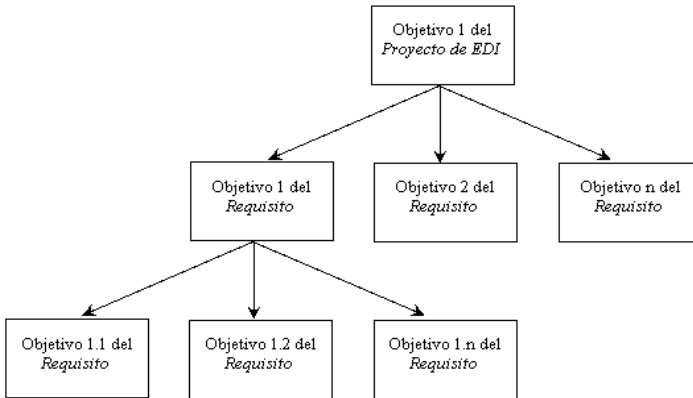 Objetivo 1 del
Proyecto de EDI
Objetivo 1 del
Requisito
Objetivo 2 del
Requisito
Objetivo n del
Requisito
Objetivo 1.1 del
Requisito
Objetivo 1.2 del
Requisito
Objetivo 1.n del
Requisito